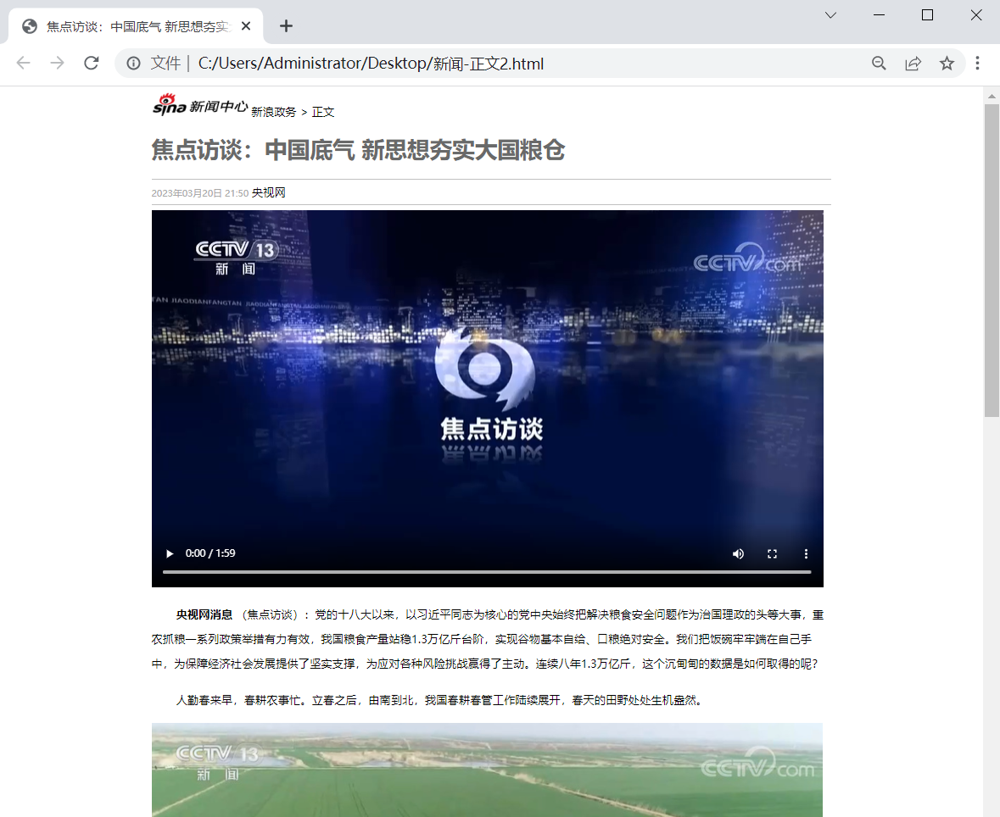 焦点访谈：中国底气 新思想夯实
文件 | C:/Users/Administrator/Desktop/新闻-正文2.html
sina 新闻中心 新浪政务 > 正文
焦点访谈：中国底气 新思想夯实大国粮仓
2023年03月20日 21:50 央视网
CCTV 13
新 闻
CCTV com
TAN JIAODIANFANGTAN JIAODIANFANGTAN
焦点访谈
0:00 / 1:59
央视网消息 （焦点访谈）：党的十八大以来，以习近平同志为核心的党中央始终把解决粮食安全问题作为治国理政的头等大事，重
农抓粮一系列政策举措有力有效，我国粮食产量站稳1.3万亿斤台阶，实现谷物基本自给、口粮绝对安全。我们把饭碗牢牢端在自己手
中，为保障经济社会发展提供了坚实支撑，为应对各种风险挑战赢得了主动。连续八年1.3万亿斤，这个沉甸甸的数据是如何取得的呢？
人勤春来早，春耕农事忙。立春之后，由南到北，我国春耕春管工作陆续展开，春天的田野处处生机盎然。
CCTV 13
新 闻
CCTV com